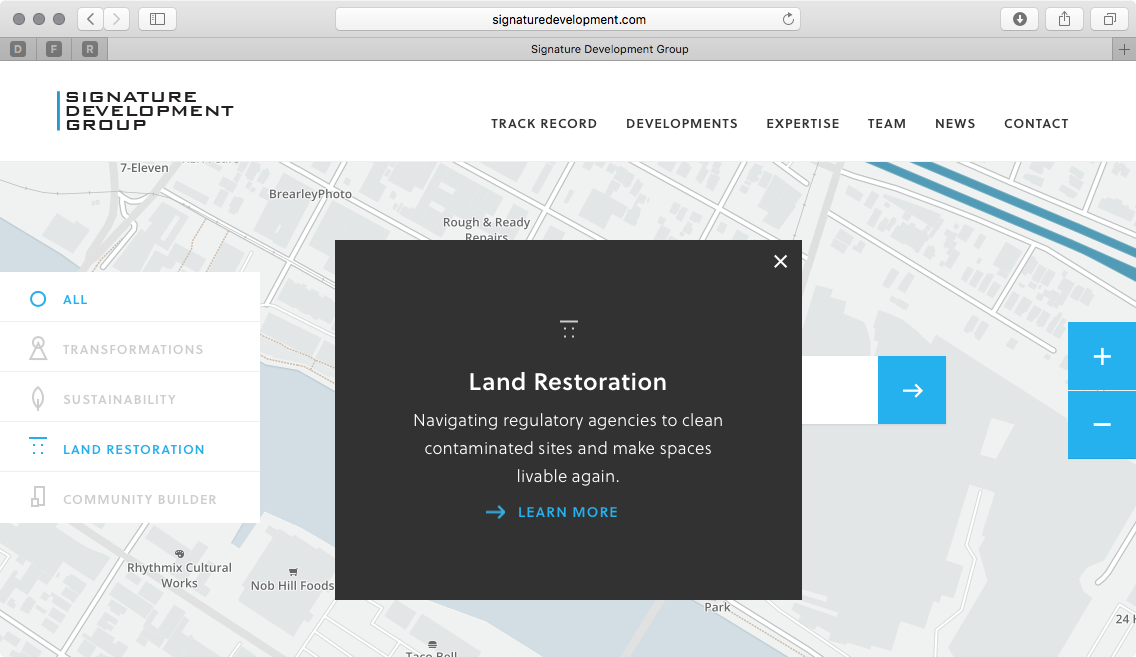 signaturedevelopment.com
D F R
Signature Development Group
SIGNATURE
DEVELOPMENT
GROUP
TRACK RECORD DEVELOPMENTS EXPERTISE TEAM NEWS CONTACT
7-Eleven
BrearleyPhoto
Rough & Ready
Repairs
ALL
TRANSFORMATIONS
SUSTAINABILITY
LAND RESTORATION
COMMUNITY BUILDER
Land Restoration
Navigating regulatory agencies to clean
contaminated sites and make spaces
livable again.
LEARN MORE
Rhythmix Cultural
Works
Nob Hill Foods
Park
Taco Bell
24